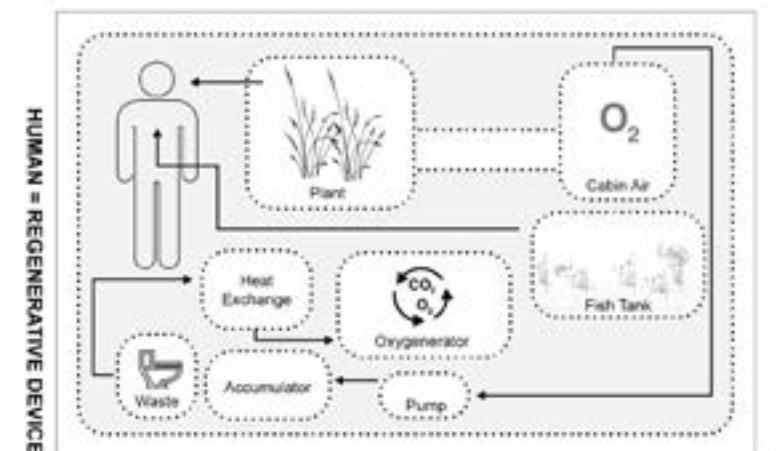 HUMAN = REGENERATIVE DEVICE
Plant
O2
Cabin Air
Fish Tank
Heat
Exchange
CO2
O2
Oxygenerator
Waste
Accumulator
Pump